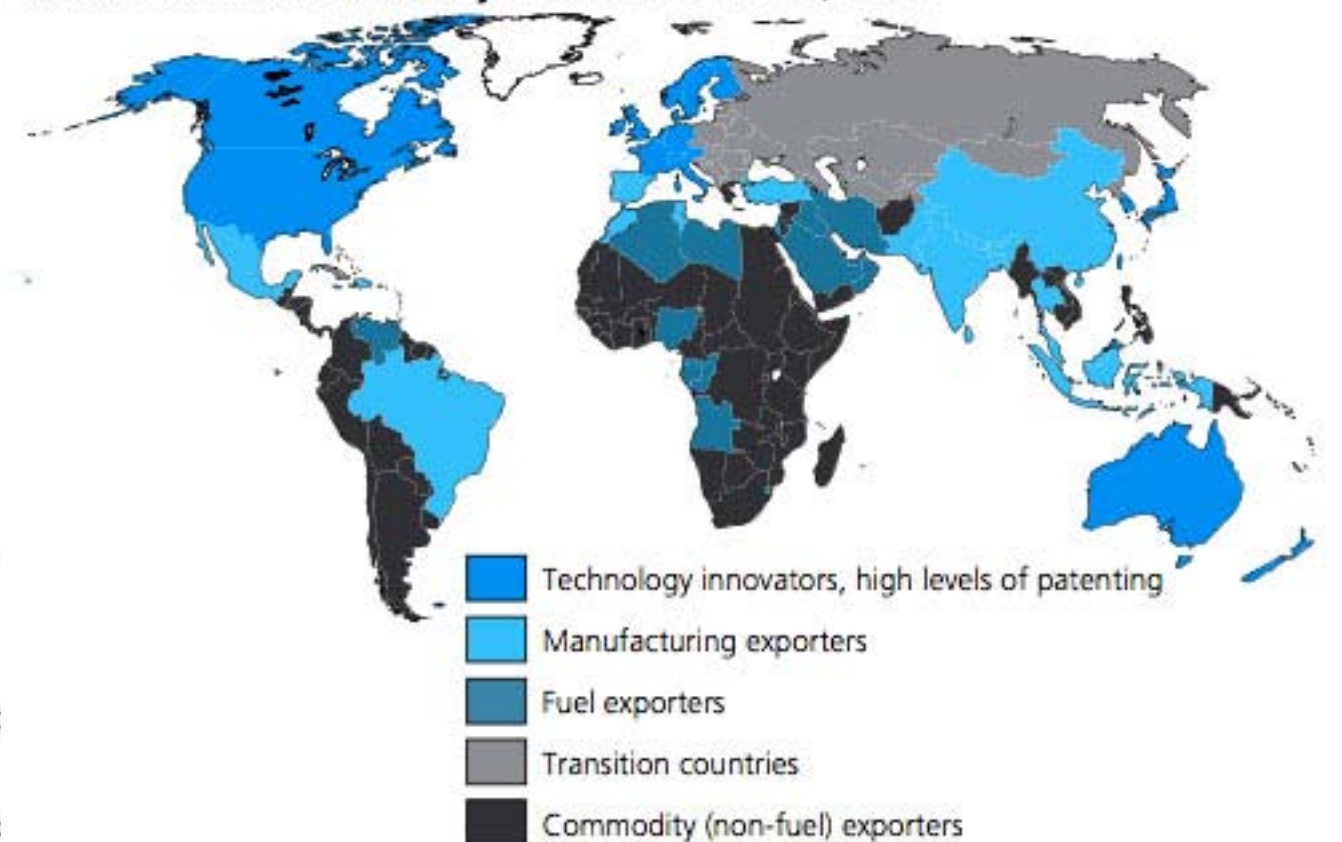 Technology innovators, high levels of patenting
Manufacturing exporters
Fuel exporters
Transition countries
Commodity (non-fuel) exporters